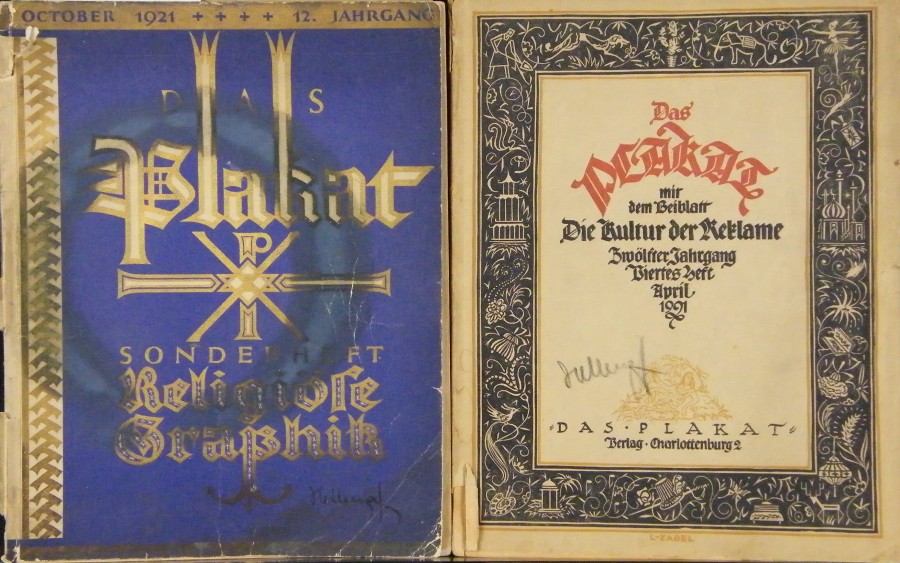 OCTOBER 1921 ++++ 12. JAHRGANG
DAS
Plakat
SONDERHEFT
Religiöse
Graphik
Das
PLAKAT
mit
dem Beiblatt
Die Kultur der Reklame
Zwölfter Jahrgang
Viertes Heft
April
1921
"DAS·PLAKAT"
Verlag·Charlottenburg 2
L·ZABEL